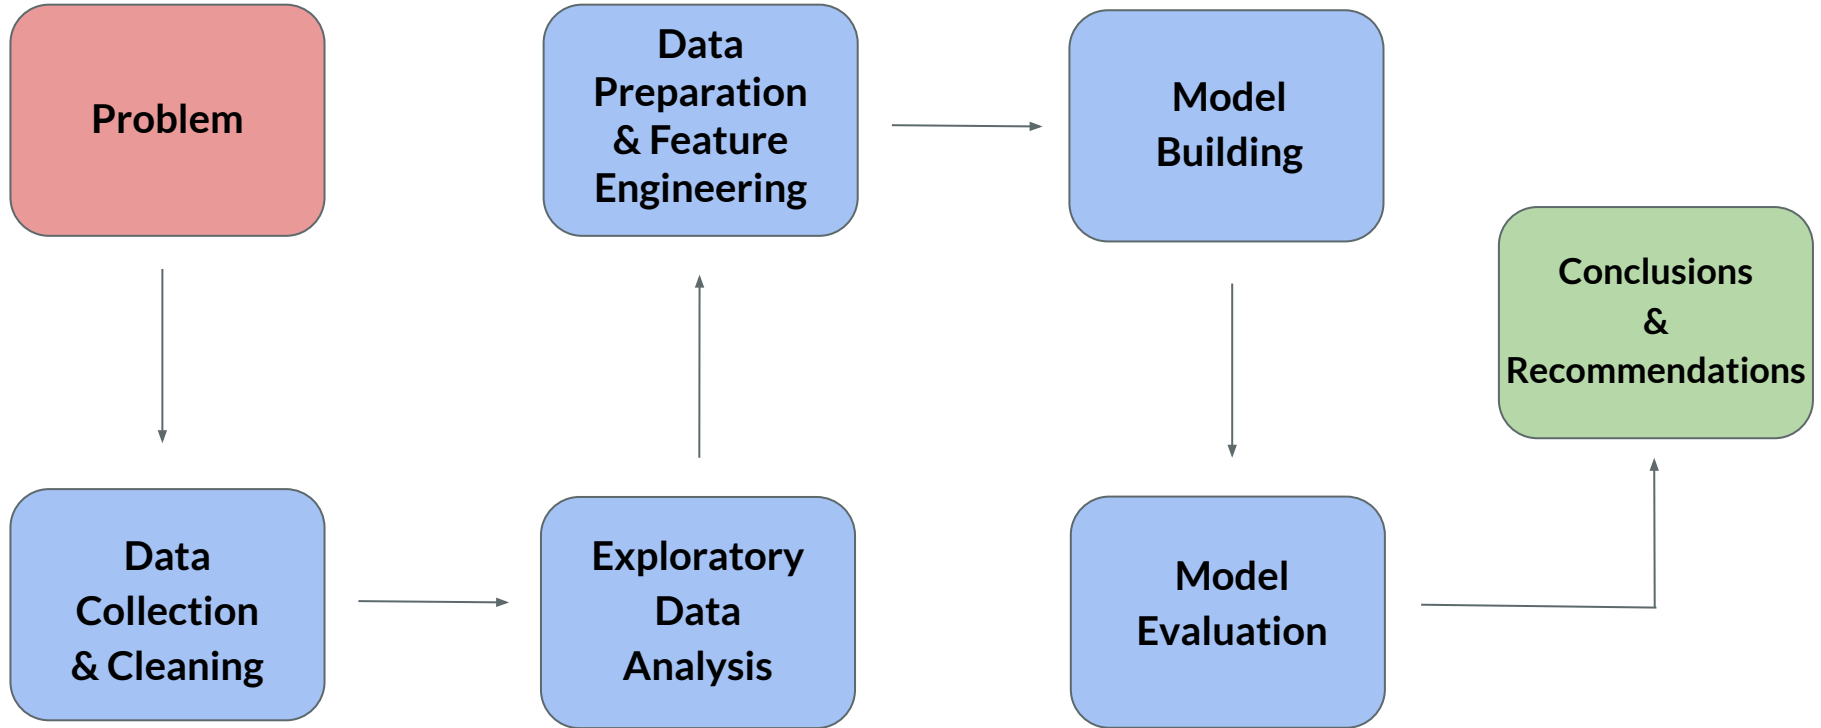 Problem
Data
Collection
& Cleaning
Exploratory
Data
Analysis
Data
Preparation
& Feature
Engineering
Model
Building
Model
Evaluation
Conclusions
&
Recommendations